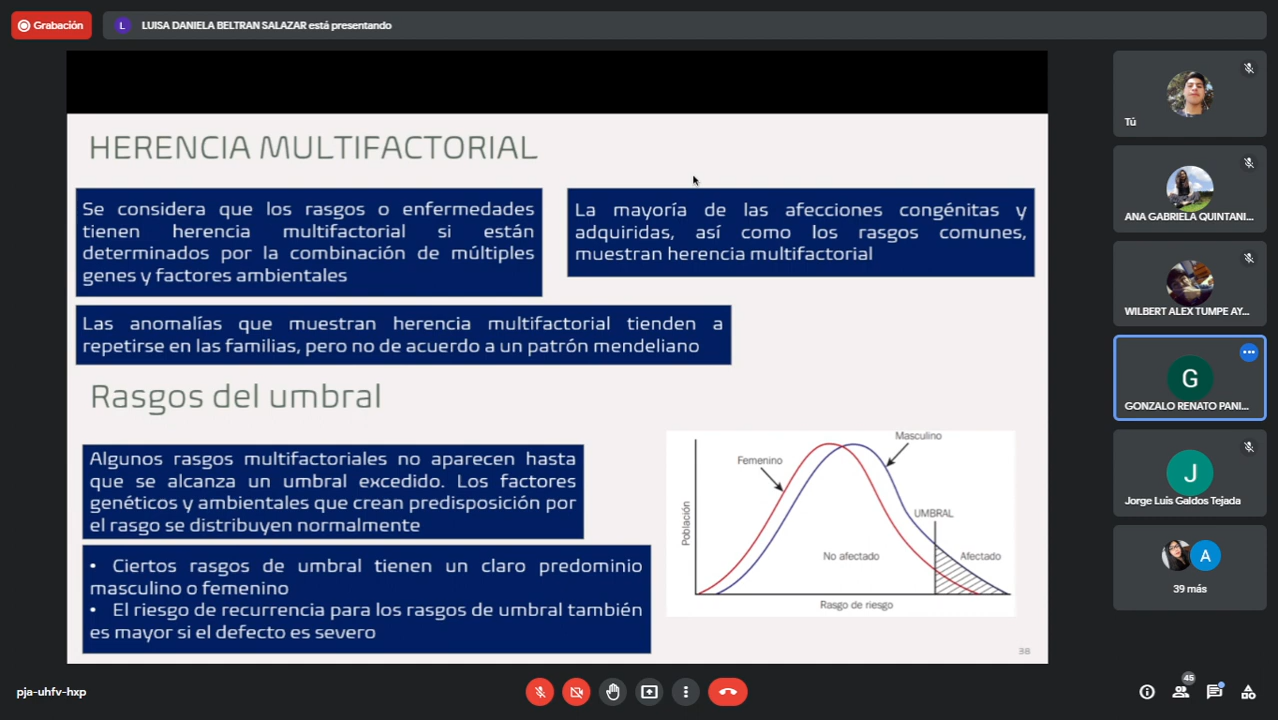 Grabación
L
LUISA DANIELA BELTRAN SALAZAR está presentando
HERENCIA MULTIFACTORIAL
Se considera que los rasgos o enfermedades
tienen herencia multifactorial si están
determinados por la combinación de múltiples
genes y factores ambientales
La mayoría de las afecciones congénitas y
adquiridas, así como los rasgos comunes,
muestran herencia multifactorial
Las anomalías que muestran herencia multifactorial tienden a
repetirse en las familias, pero no de acuerdo a un patrón mendeliano
Rasgos del umbral
Algunos rasgos multifactoriales no aparecen hasta
que se alcanza un umbral excedido. Los factores
genéticos y ambientales que crean predisposición por
el rasgo se distribuyen normalmente
• Ciertos rasgos de umbral tienen un claro predominio
masculino o femenino
• El riesgo de recurrencia para los rasgos de umbral también
es mayor si el defecto es severo
Masculino
Femenino
UMBRAL
Población
No afectado
Afectado
Rasgo de riesgo
38
Tú
ANA GABRIELA QUINTANI...
WILBERT ALEX TUMPE AY...
G
GONZALO RENATO PANI...
J
Jorge Luis Galdos Tejada
A
39 más
pja-uhfv-hxp
45